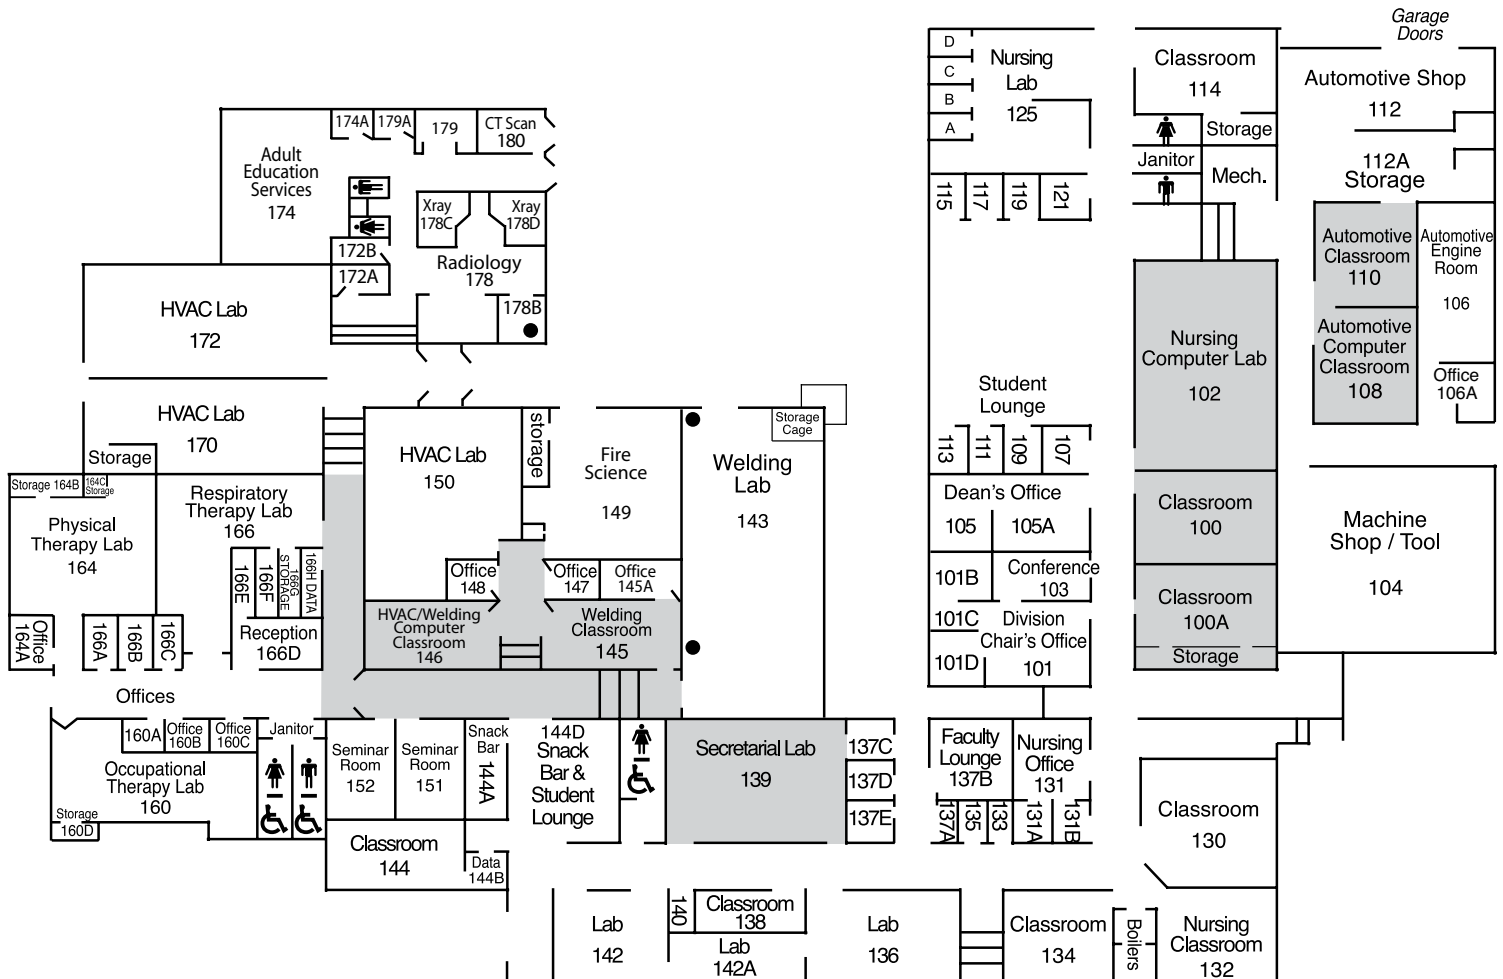 Garage
Doors
D
C
B
A
Nursing
Lab
125
Classroom
114
Storage
Janitor
Mech.
Automotive Shop
112
112A
Storage
115
117
119
121
Automotive
Classroom
110
Automotive
Engine
Room
106
Automotive
Computer
Classroom
108
Office
106A
Nursing
Computer Lab
102
Student
Lounge
113
111
109
107
Dean's Office
105
105A
101B
Conference
103
101C
Division
Chair's Office
101
101D
Classroom
100
Classroom
100A
Storage
Machine
Shop / Tool
104
174A
179A
179
CT Scan
180
Adult
Education
Services
174
Xray
178C
Xray
178D
172B
172A
Radiology
178
178B
HVAC Lab
172
HVAC Lab
170
Storage
Storage 164B
164C
Storage
Physical
Therapy Lab
164
Respiratory
Therapy Lab
166
166E
166F
166G
STORAGE
166H DATA
Reception
166D
Office
164A
166A
166B
166C
HVAC Lab
150
storage
Fire
Science
149
Storage
Cage
Welding
Lab
143
Office
148
Office
147
Office
145A
HVAC/Welding
Computer
Classroom
146
Welding
Classroom
145
Offices
160A
Office
160B
Office
160C
Janitor
Occupational
Therapy Lab
160
Storage
160D
Seminar
Room
152
Seminar
Room
151
Snack
Bar
144A
144D
Snack
Bar &
Student
Lounge
Classroom
144
Data
144B
Secretarial Lab
139
137C
137D
137E
Faculty
Lounge
137B
Nursing
Office
131
137A
135
133
131A
131B
Classroom
130
Lab
142
140
Classroom
138
Lab
142A
Lab
136
Classroom
134
Boilers
Nursing
Classroom
132